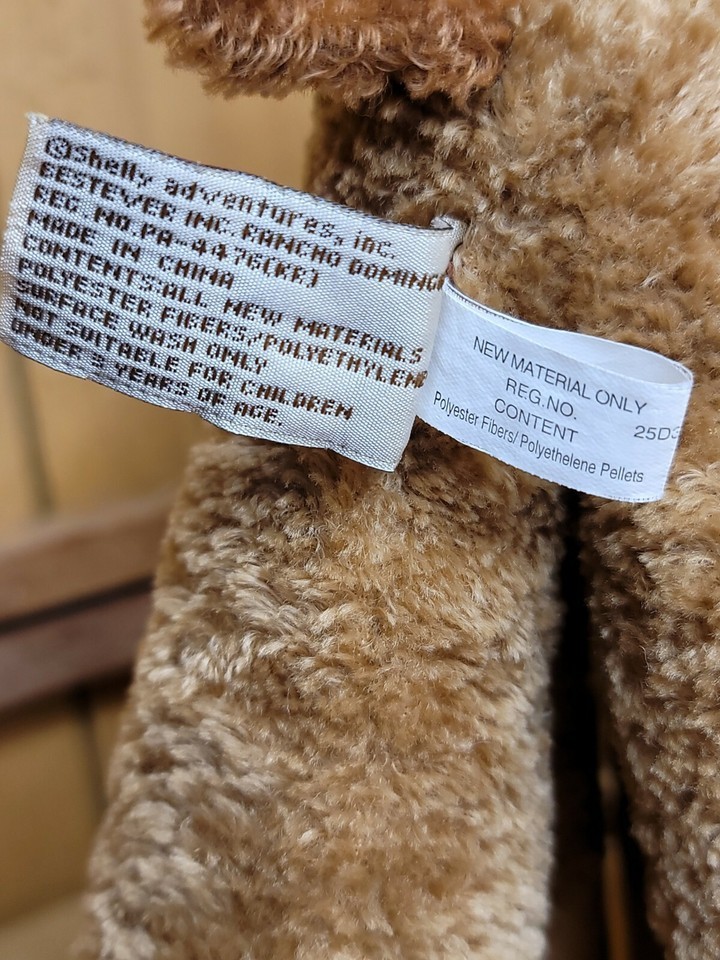 ©Shelly adventures, inc.
BESTEVER INC. RANCHO DOMINGU
REG. NO. PA-4476(KR)
MADE IN CHINA
CONTENTS:ALL NEW MATERIALS
POLYESTER FIBERS/POLYETHYLENE
SURFACE WASH ONLY
NOT SUITABLE FOR CHILDREN
UNDER 3 YEARS OF AGE.
NEW MATERIAL ONLY
REG.NO.
CONTENT 25D3
Polyester Fibers/ Polyethelene Pellets